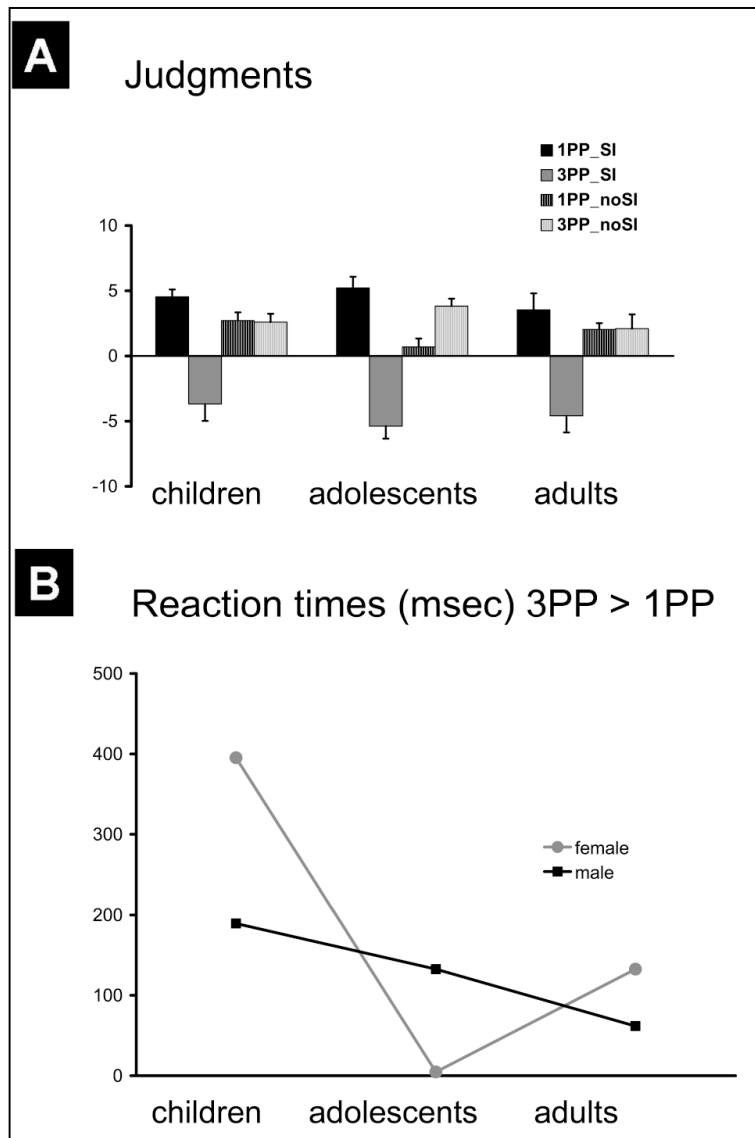 A
Judgments
1PP_SI
3PP_SI
1PP_noSI
3PP_noSI
10
5
0
-5
-10
children adolescents adults
B
Reaction times (msec) 3PP > 1PP
500
400
300
200
100
0
female
male
children adolescents adults